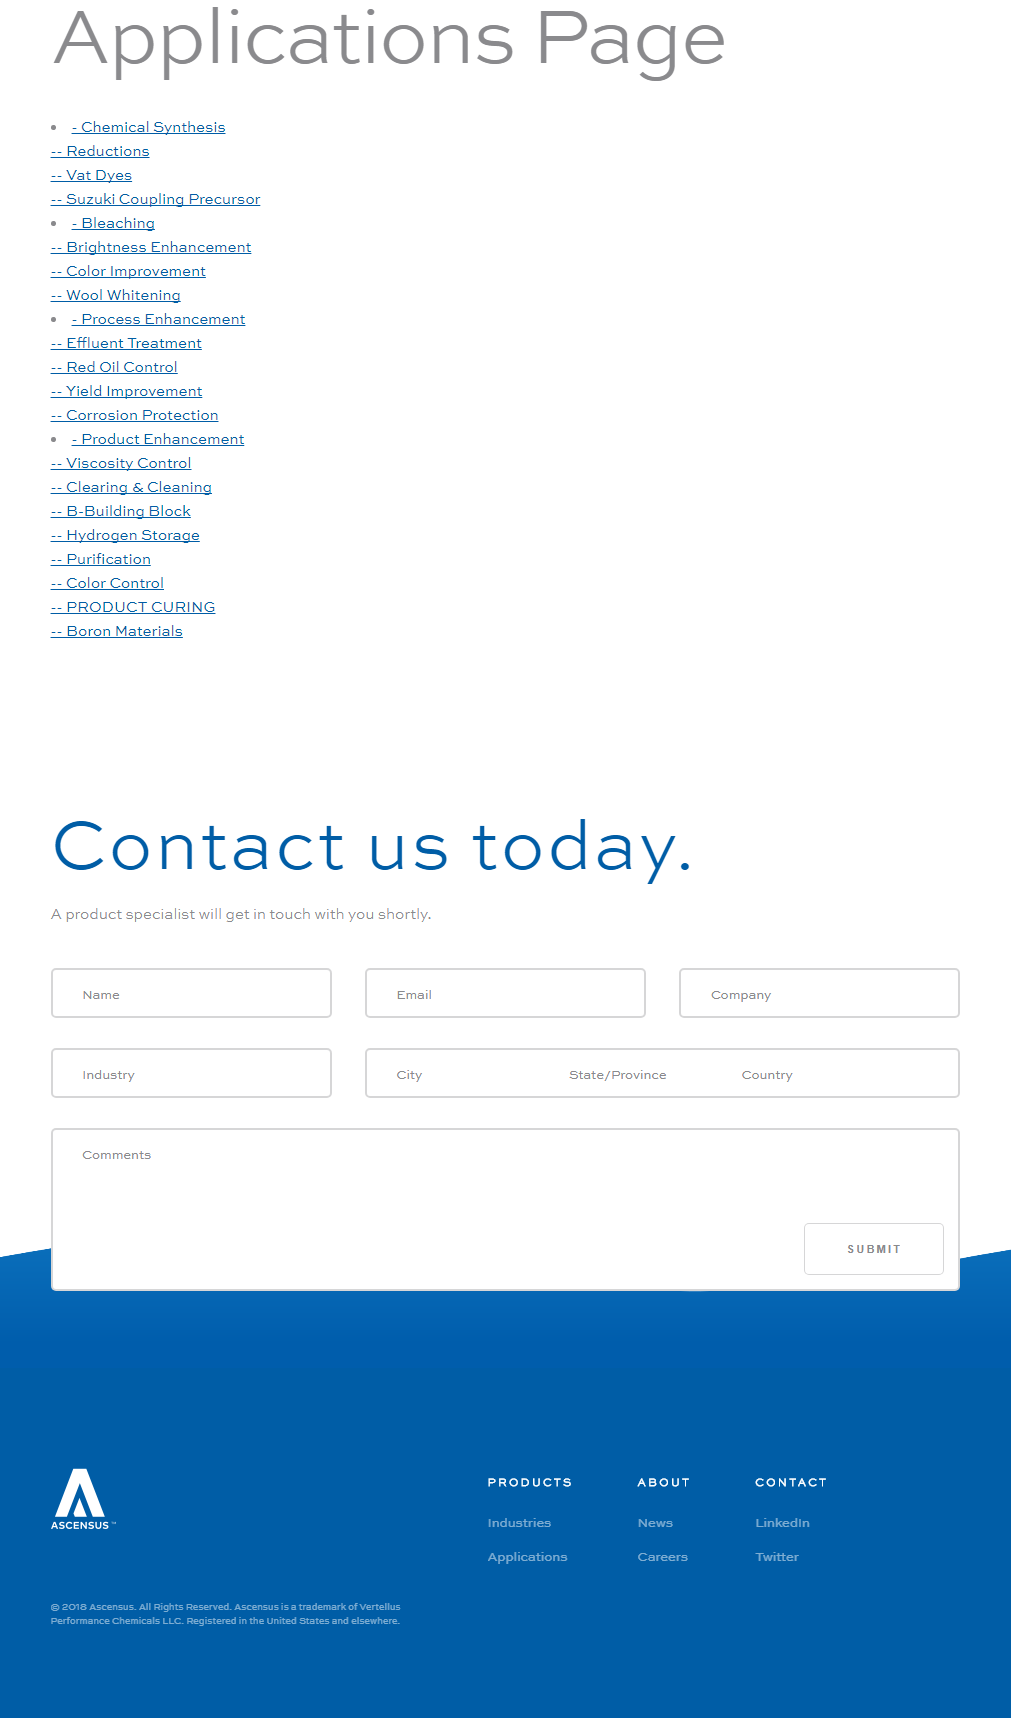 Applications Page
• - Chemical Synthesis
-- Reductions
-- Vat Dyes
-- Suzuki Coupling Precursor
• - Bleaching
-- Brightness Enhancement
-- Color Improvement
-- Wool Whitening
• - Process Enhancement
-- Effluent Treatment
-- Red Oil Control
-- Yield Improvement
-- Corrosion Protection
• - Product Enhancement
-- Viscosity Control
-- Clearing & Cleaning
-- B-Building Block
-- Hydrogen Storage
-- Purification
-- Color Control
-- PRODUCT CURING
-- Boron Materials
Contact us today.
A product specialist will get in touch with you shortly.
Name Email Company
Industry City State/Province Country
Comments
SUBMIT
ASCENSUS™
PRODUCTS ABOUT CONTACT
Industries News LinkedIn
Applications Careers Twitter
© 2018 Ascensus. All Rights Reserved. Ascensus is a trademark of Vertellus
Performance Chemicals LLC. Registered in the United States and elsewhere.